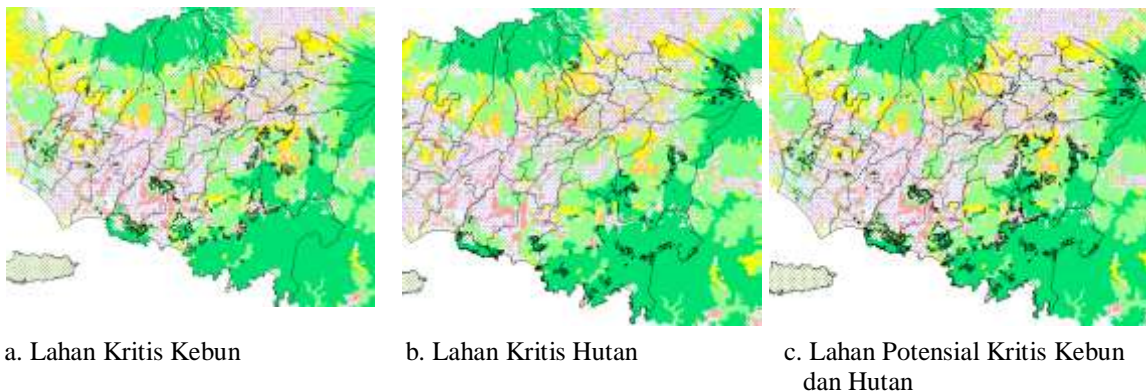 a. Lahan Kritis Kebun
b. Lahan Kritis Hutan
c. Lahan Potensial Kritis Kebun
dan Hutan